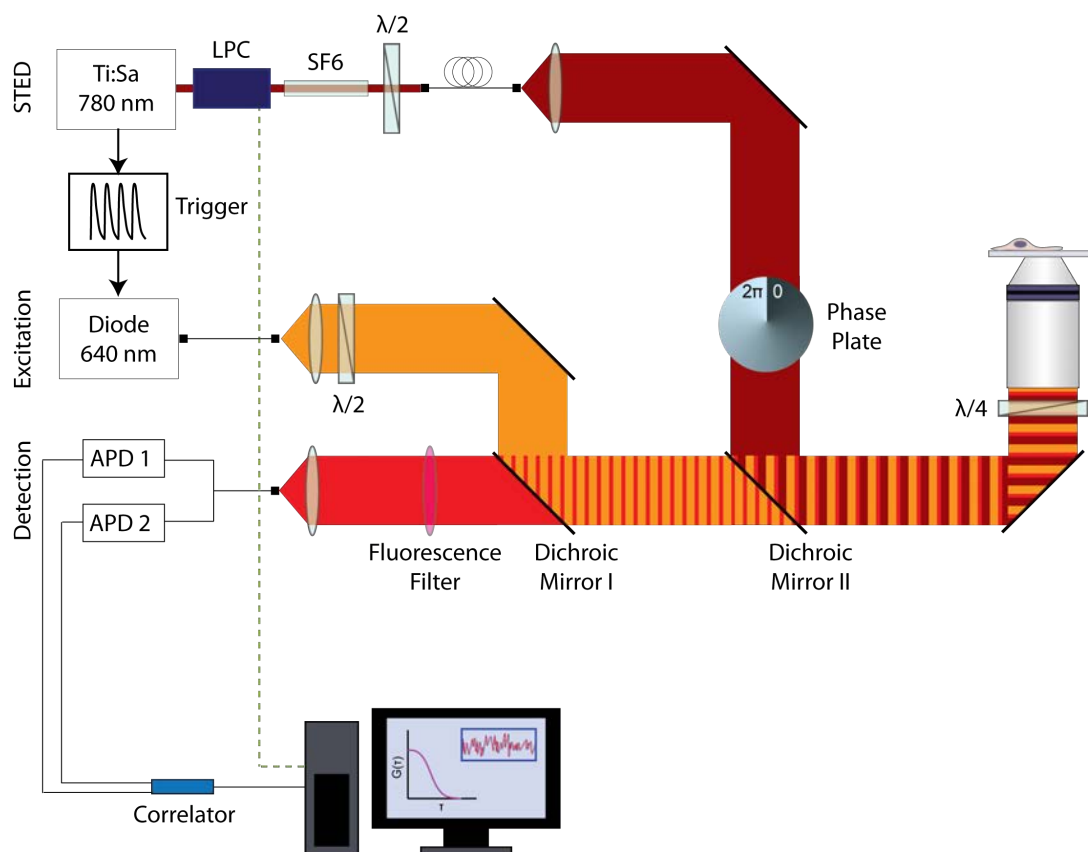 STED
Ti:Sa
780 nm
LPC
SF6
λ/2
Trigger
Excitation
Diode
640 nm
λ/2
2π 0
Phase
Plate
λ/4
Detection
APD 1
APD 2
Fluorescence
Filter
Dichroic
Mirror I
Dichroic
Mirror II
Correlator
G(τ)
τ